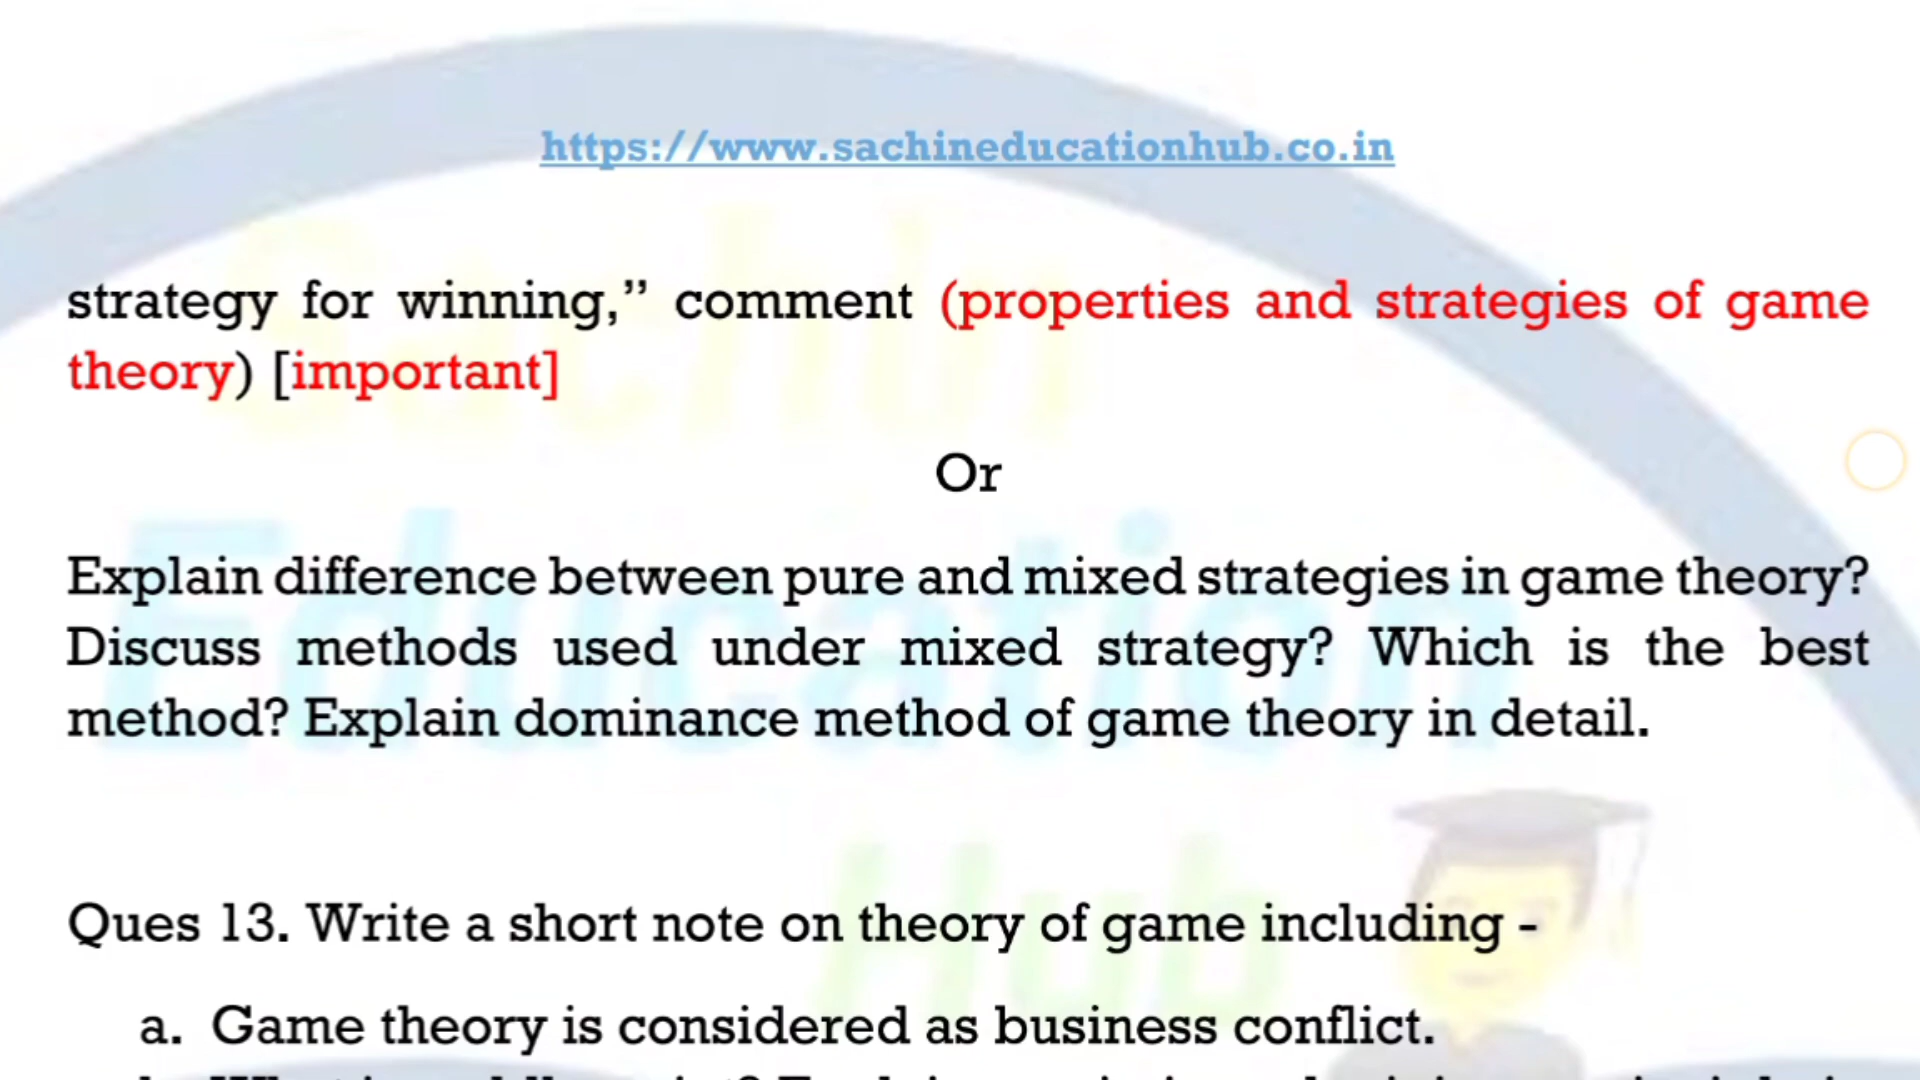 https://www.sachineducationhub.co.in
strategy for winning,” comment (properties and strategies of game
theory) [important]
Or
Explain difference between pure and mixed strategies in game theory?
Discuss methods used under mixed strategy? Which is the best
method? Explain dominance method of game theory in detail.
Ques 13. Write a short note on theory of game including -
a. Game theory is considered as business conflict.
Sachin
Education
Hub